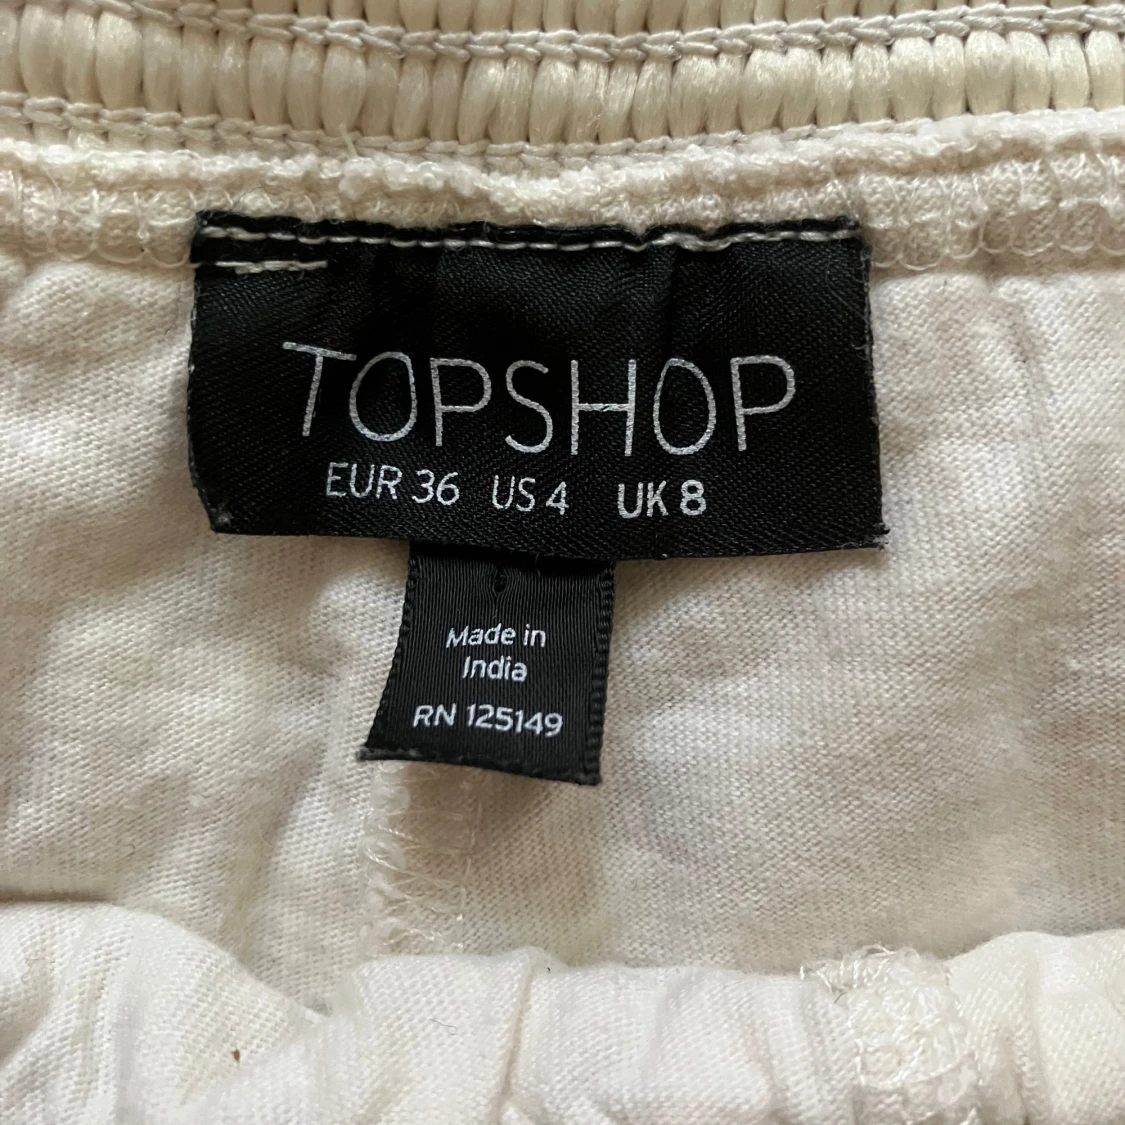 TOPSHOP
EUR 36 US 4 UK 8
Made in
India
RN 125149